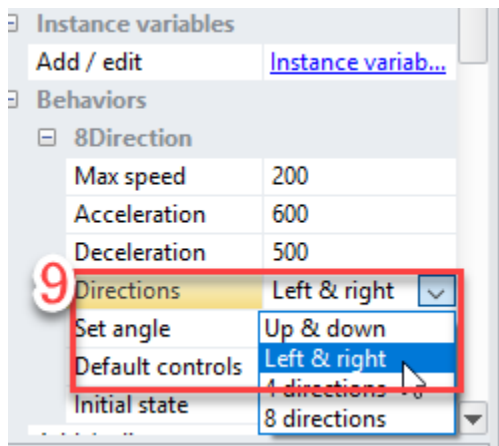 Instance variables
Add / edit Instance variab...
Behaviors
8Direction
Max speed 200
Acceleration 600
Deceleration 500
9 Directions Left & right
Set angle Up & down
Default controls Left & right
4 directions
Initial state 8 directions